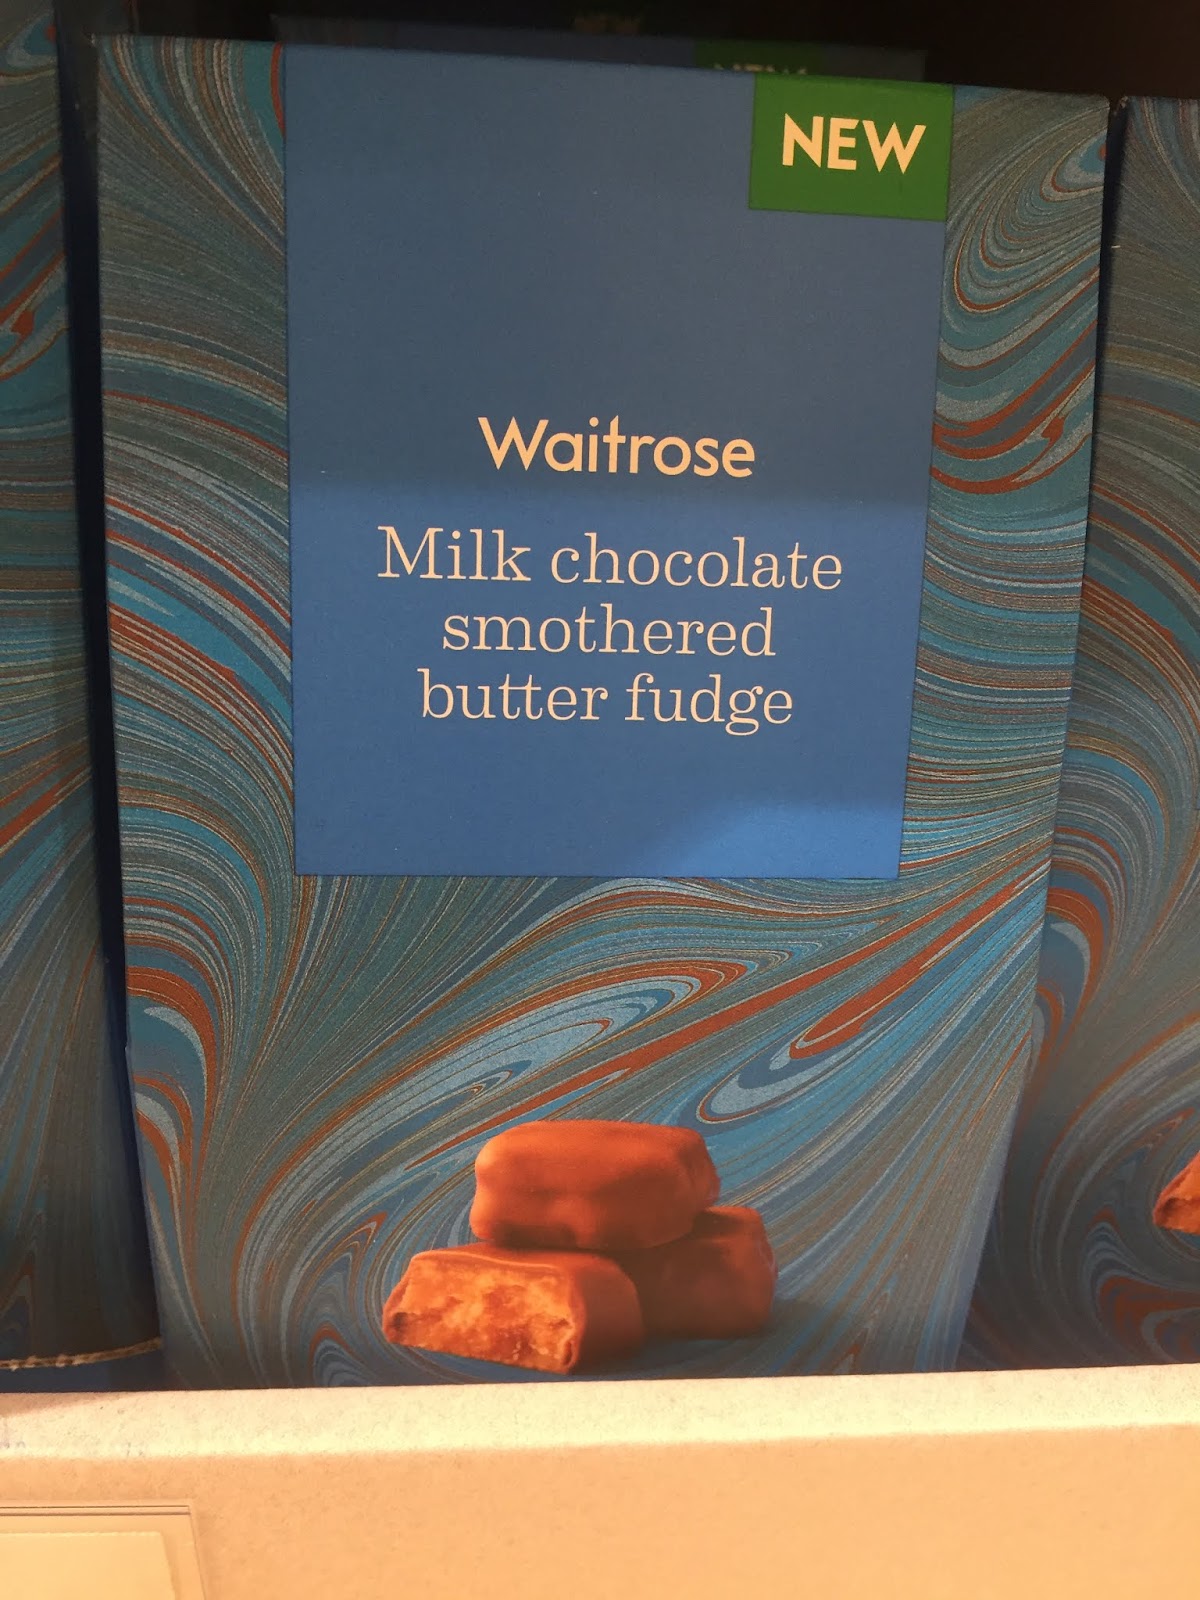 NEW
Waitrose
Milk chocolate
smothered
butter fudge